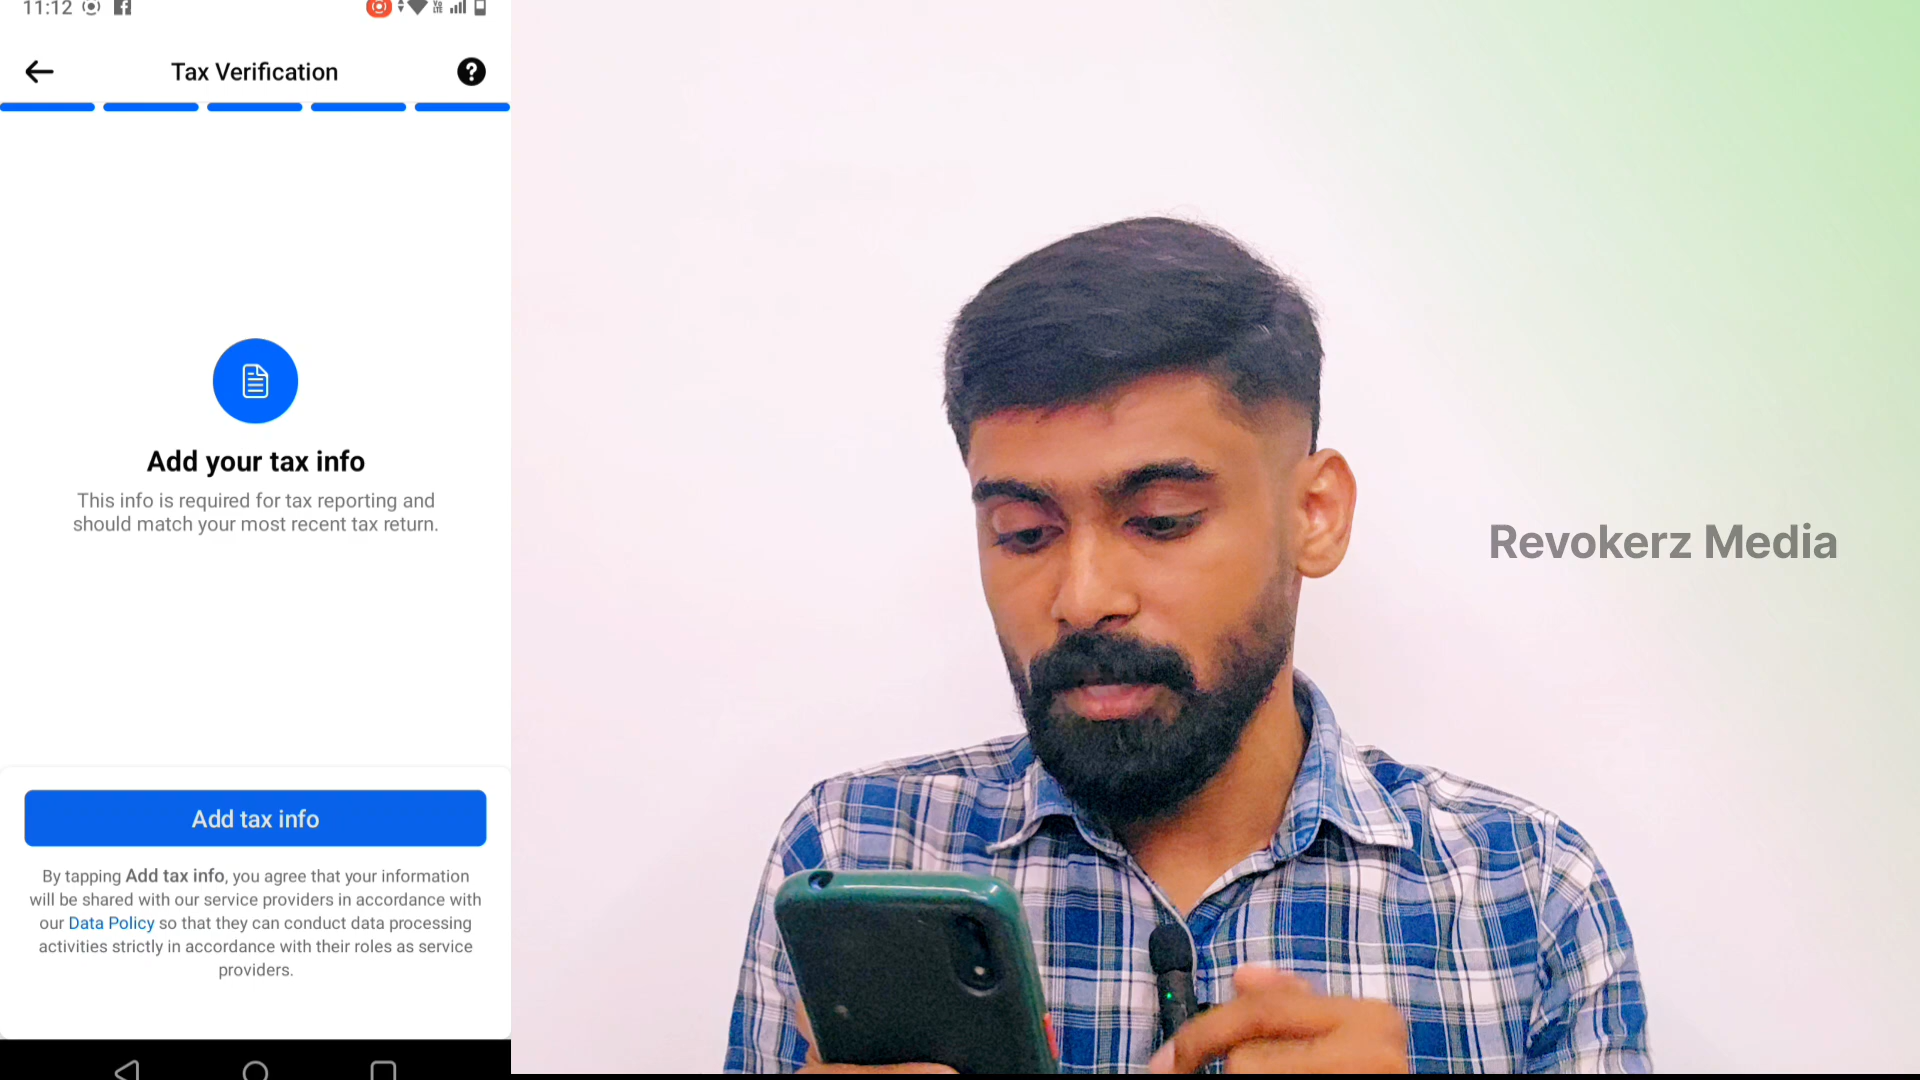 11:12
Tax Verification
Add your tax info
This info is required for tax reporting and
should match your most recent tax return.
Add tax info
By tapping Add tax info, you agree that your information
will be shared with our service providers in accordance with
our Data Policy so that they can conduct data processing
activities strictly in accordance with their roles as service
providers.
Revokerz Media